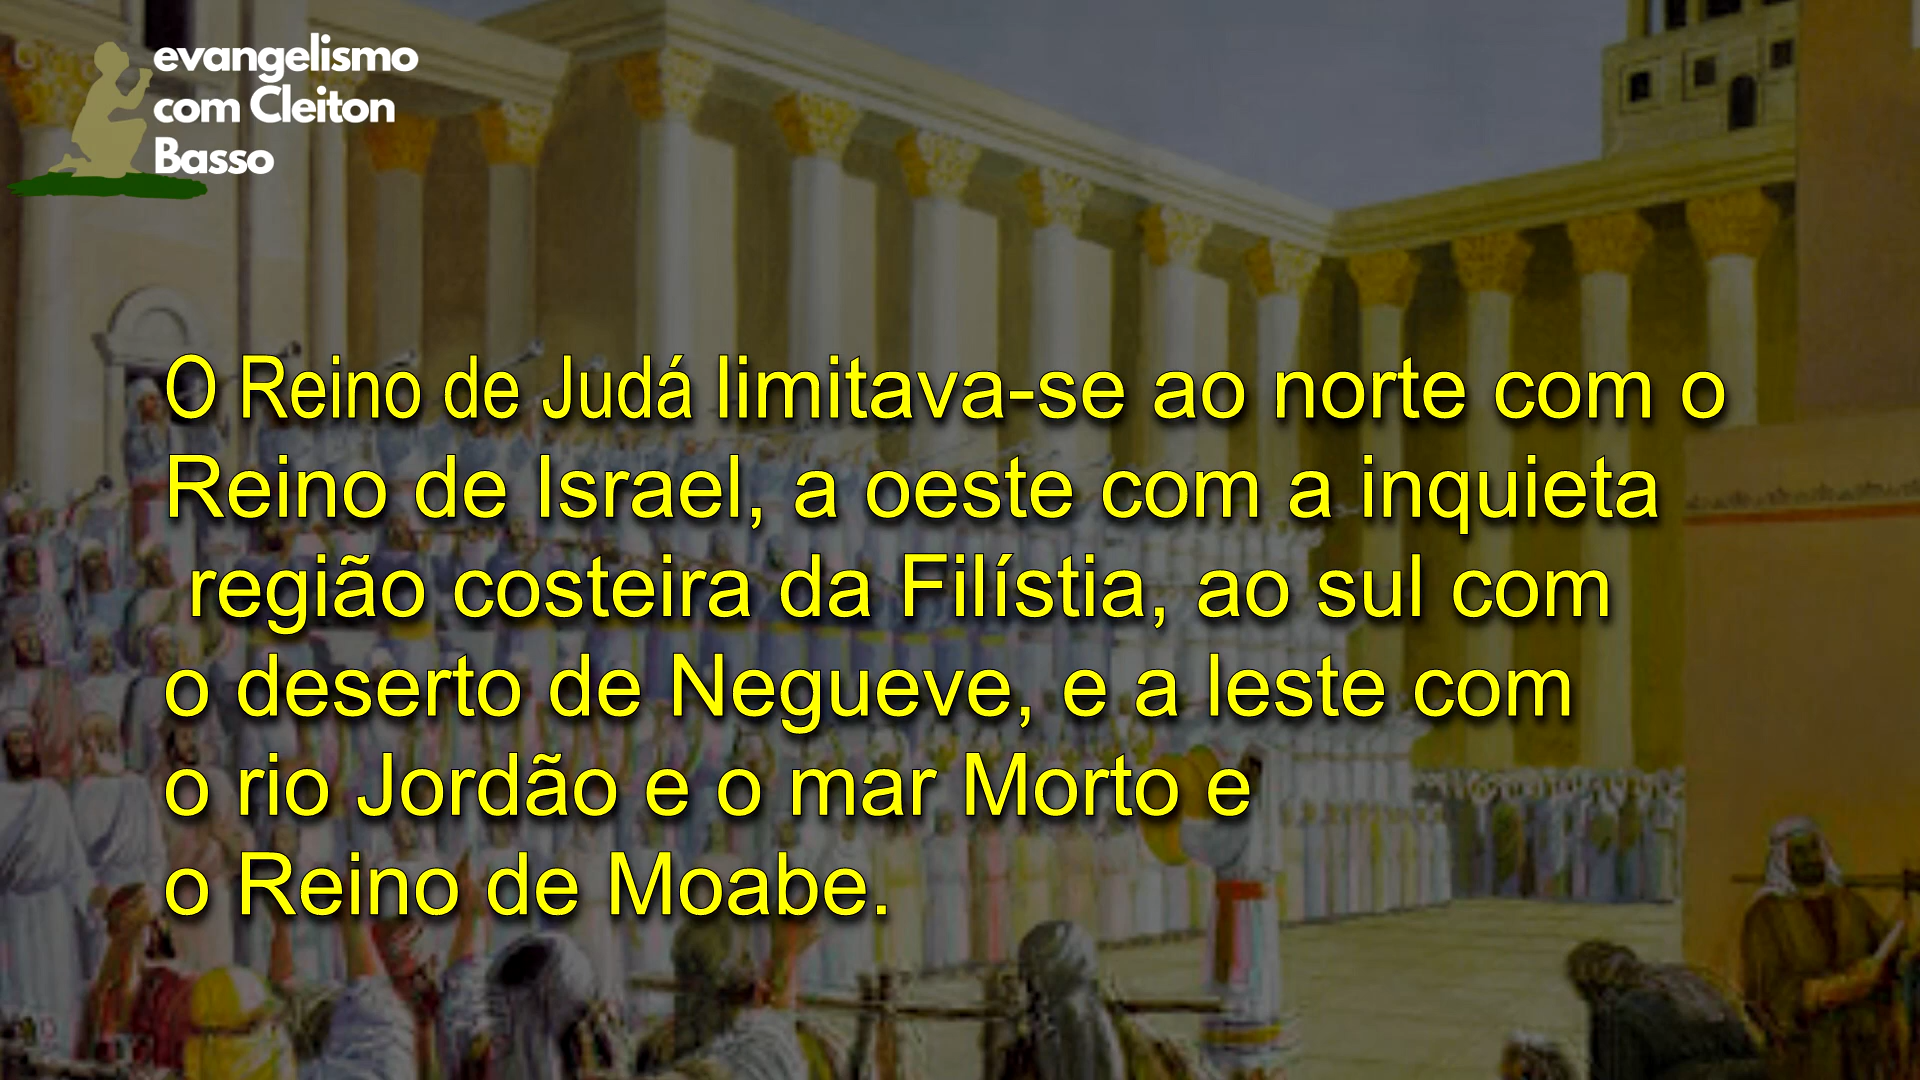 evangelismo
com Cleiton
Basso
O Reino de Judá limitava-se ao norte com o
Reino de Israel, a oeste com a inquieta
região costeira da Filístia, ao sul com
o deserto de Negueve, e a leste com
o rio Jordão e o mar Morto e
o Reino de Moabe.